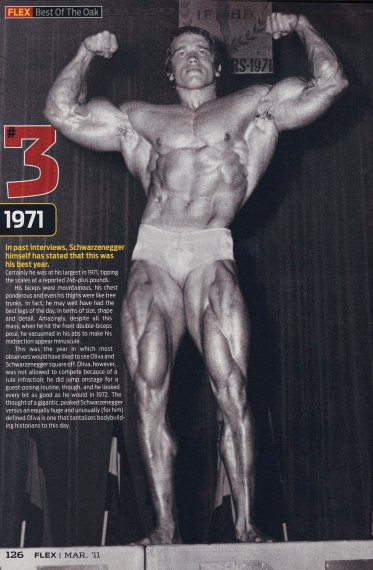 FLEX Best Of The Oak
I.F.B.B.
RS-1971
#3
1971
In past interviews, Schwarzenegger
himself has stated that this was
his best year.
Certainly he was at his largest in 1971, tipping
the scales at a reported 246-plus pounds.
His biceps were mountainous, his chest
ponderous and even his thighs were like tree
trunks. In fact, he may well have had the
best legs of the day, in terms of size, shape
and detail. Amazingly, despite all this
mass, when he hit the front double-biceps
pose, he vacuumed in his abs to make his
midsection appear minuscule.
This was the year in which most
observers would have liked to see Oliva and
Schwarzenegger square off. Oliva, however,
was not allowed to compete because of a
rule infraction; he did jump onstage for a
guest-posing routine, though, and he looked
every bit as good as he would in 1972. The
thought of a gigantic, peaked Schwarzenegger
versus an equally huge and unusually (for him)
defined Oliva is one that tantalizes bodybuild-
ing historians to this day.
126 FLEX | MAR. '11